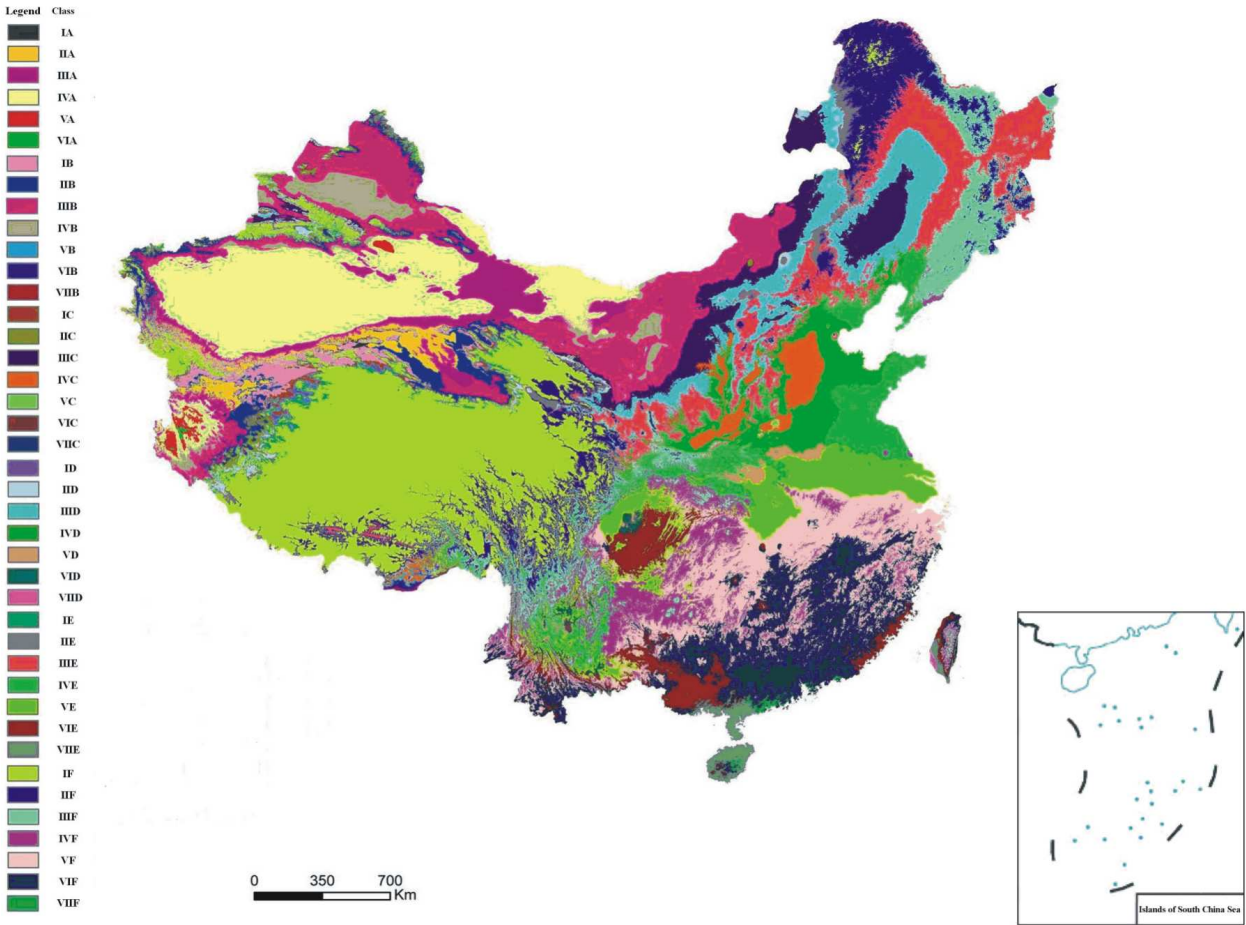 Legend Class
IA
IIA
IIIA
IVA
VA
VIA
IB
IIB
IIIB
IVB
VB
VIB
VIIB
IC
IIC
IIIC
IVC
VC
VIC
VIIC
ID
IID
IIID
IVD
VD
VID
VIID
IE
IIE
IIIE
IVE
VE
VIE
VIIE
IF
IIF
IIIF
IVF
VF
VIF
VIIF
0 350 700
Km
Islands of South China Sea